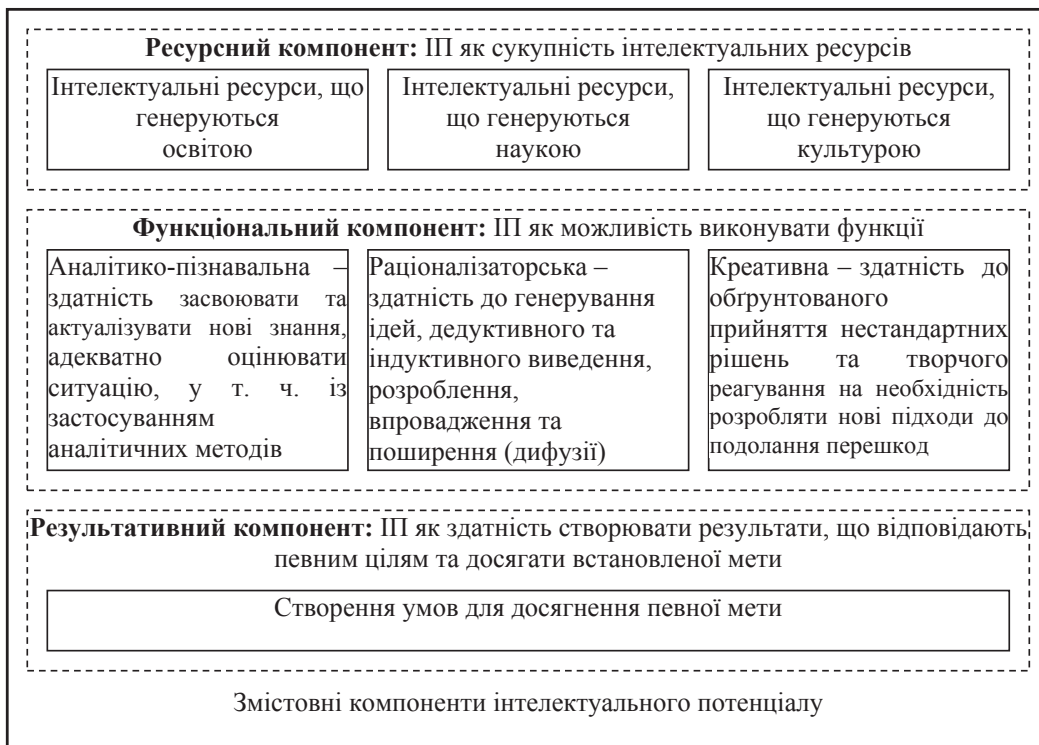 Ресурсний компонент: ІП як сукупність інтелектуальних ресурсів
Інтелектуальні ресурси, що
генеруються
освітою
Інтелектуальні ресурси,
що генеруються
наукою
Інтелектуальні ресурси,
що генеруються
культурою
Функціональний компонент: ІП як можливість виконувати функції
Аналітико-пізнавальна –
здатність засвоювати та
актуалізувати нові знання,
адекватно оцінювати
ситуацію, у т. ч. із
застосуванням
аналітичних методів
Раціоналізаторська –
здатність до генерування
ідей, дедуктивного та
індуктивного виведення,
розроблення,
впровадження та
поширення (дифузії)
Креативна – здатність до
обґрунтованого
прийняття нестандартних
рішень та творчого
реагування на необхідність
розробляти нові підходи до
подолання перешкод
Результативний компонент: ІП як здатність створювати результати, що відповідають
певним цілям та досягати встановленої мети
Створення умов для досягнення певної мети
Змістовні компоненти інтелектуального потенціалу